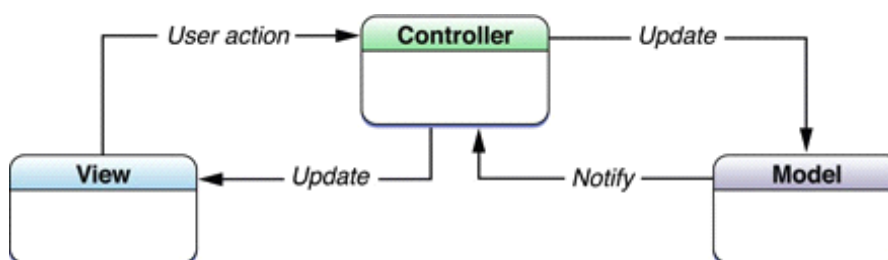 User action
Controller
Update
View
Update
Notify
Model